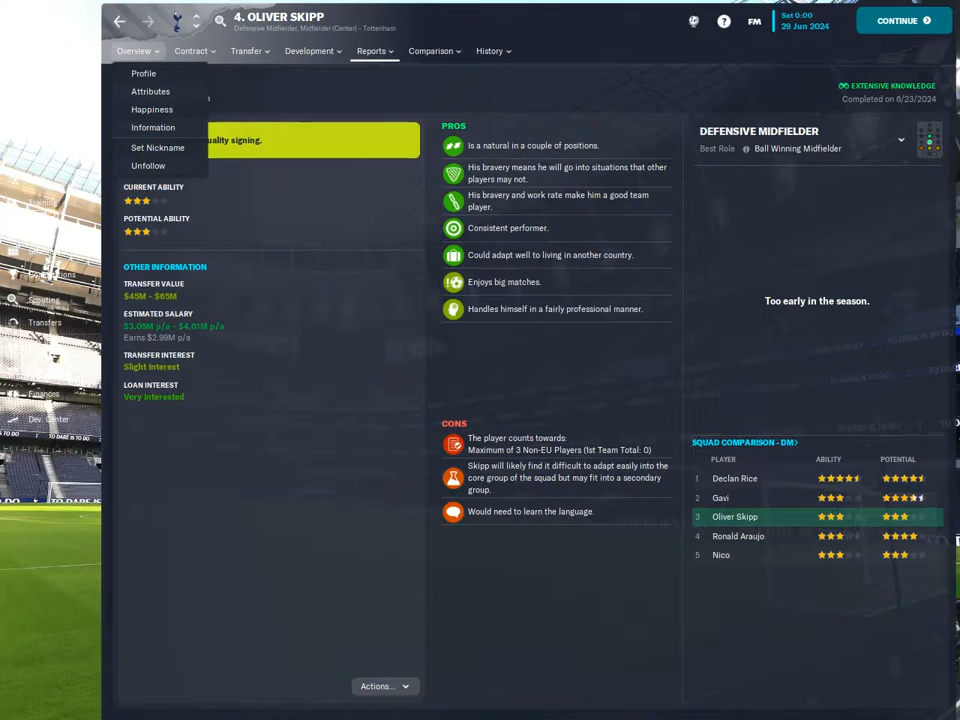 4. OLIVER SKIPP
Defensive Midfielder, Midfielder (Center) - Tottenham
?
FM
Sat 0:00
29 Jun 2024
CONTINUE
Overview
Contract
Transfer
Development
Reports
Comparison
History
Profile
Attributes
Happiness
Information
Set Nickname
Unfollow
EXTENSIVE KNOWLEDGE
Completed on 6/23/2024
uality signing.
CURRENT ABILITY
POTENTIAL ABILITY
OTHER INFORMATION
TRANSFER VALUE
$45M - $65M
ESTIMATED SALARY
$3.05M p/a - $4.01M p/a
Earns $2.99M p/a
TRANSFER INTEREST
Slight Interest
LOAN INTEREST
Very Interested
Training
Scouting
Transfers
Finances
Dev. Center
PROS
Is a natural in a couple of positions.
His bravery means he will go into situations that other
players may not.
His bravery and work rate make him a good team
player.
Consistent performer.
Could adapt well to living in another country.
Enjoys big matches.
Handles himself in a fairly professional manner.
CONS
The player counts towards:
Maximum of 3 Non-EU Players (1st Team Total: 0)
Skipp will likely find it difficult to adapt easily into the
core group of the squad but may fit into a secondary
group.
Would need to learn the language.
DEFENSIVE MIDFIELDER
Best Role Ball Winning Midfielder
Too early in the season.
SQUAD COMPARISON - DM>
PLAYER ABILITY POTENTIAL
1 Declan Rice
2 Gavi
3 Oliver Skipp
4 Ronald Araujo
5 Nico
Actions...